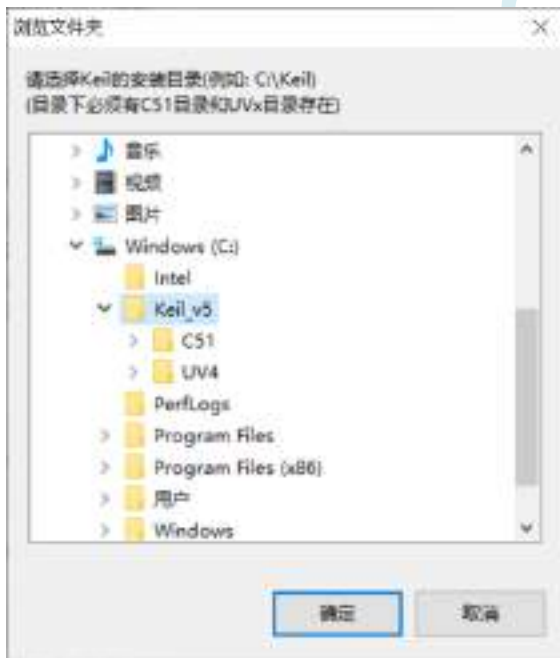 浏览文件夹
请选择Keil的安装目录(例如: C:\Keil)
(目录下必须有C51目录和UVx目录存在)
音乐
视频
图片
Windows (C:)
Intel
Keil_v5
C51
UV4
PerfLogs
Program Files
Program Files (x86)
用户
Windows
确定
取消